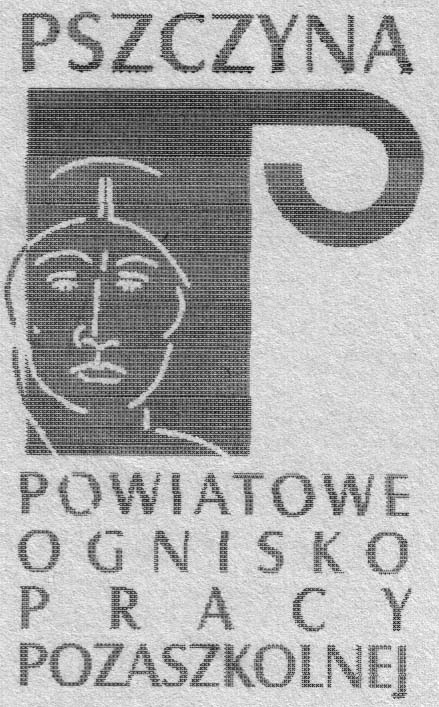 PSZCZYNA
POWIATOWE
OGNISKO
PRACY
POZASZKOLNEJ